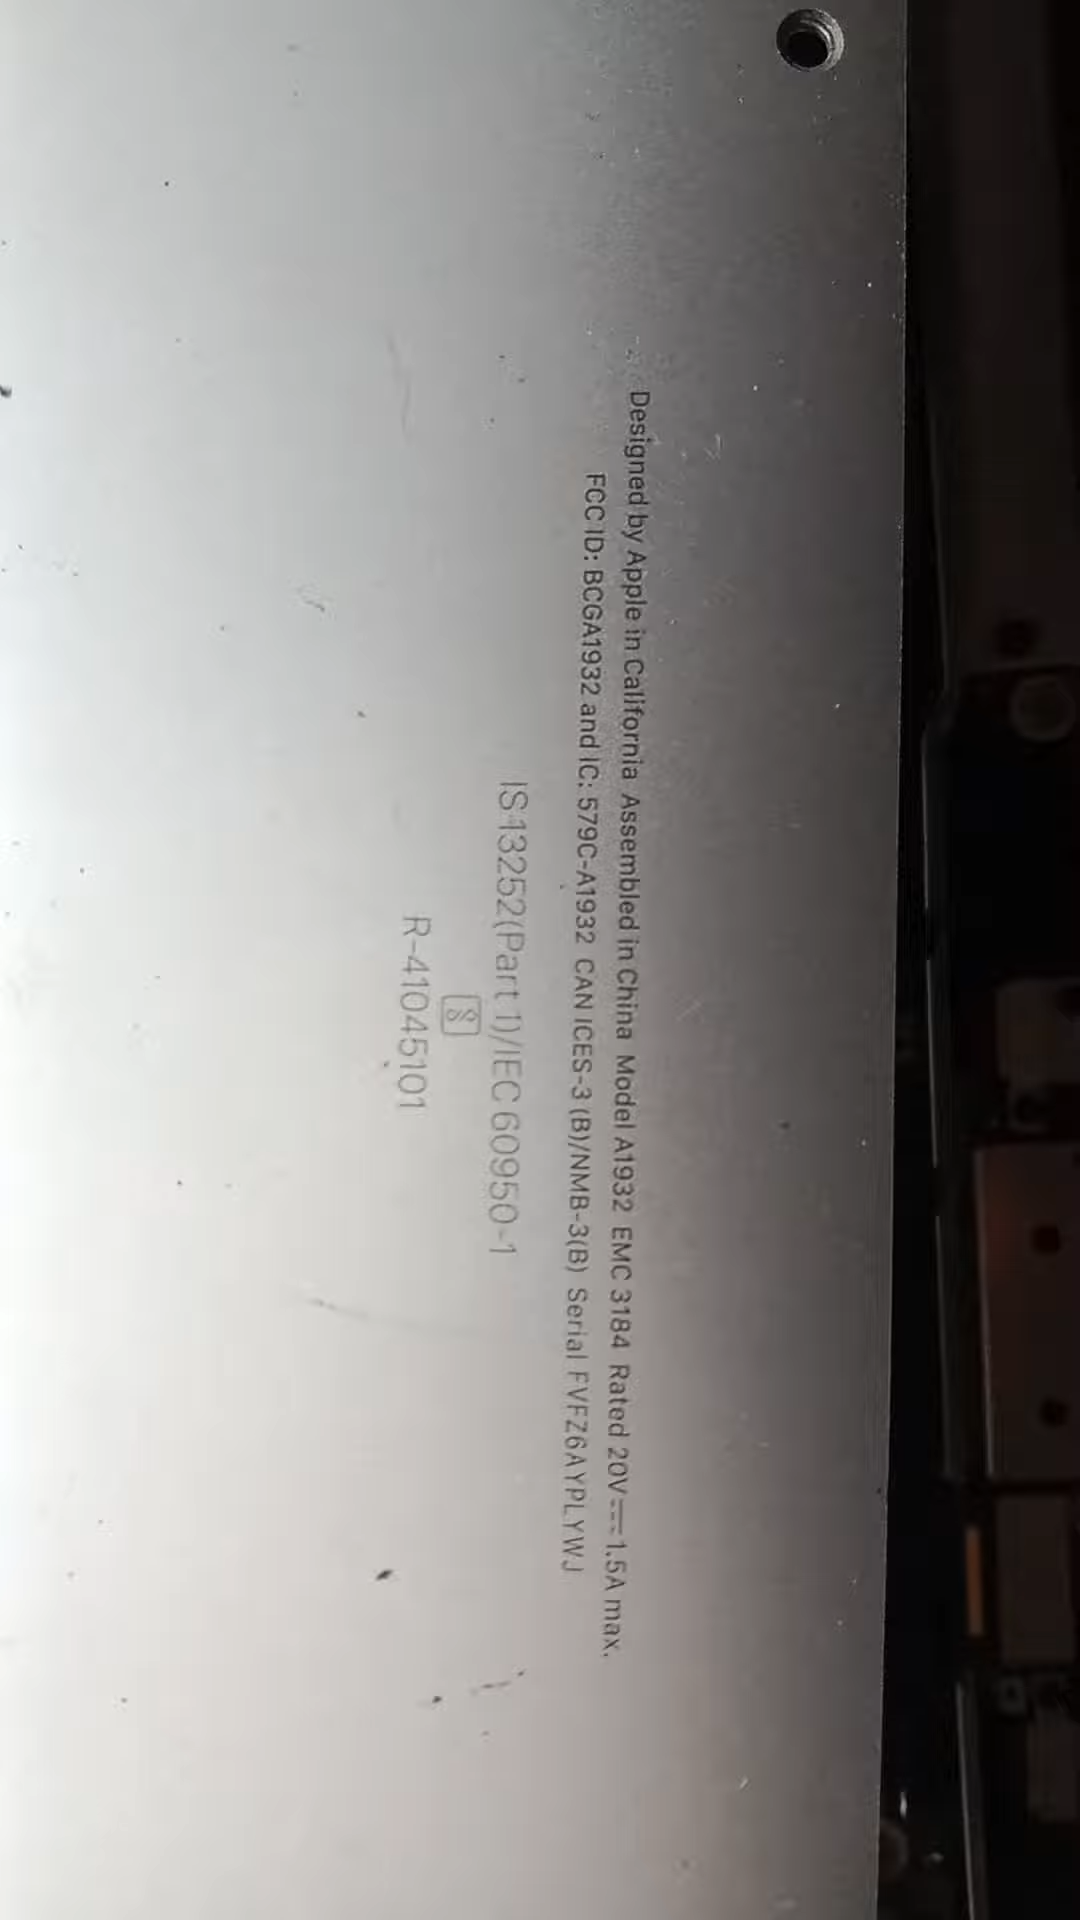 Designed by Apple in California Assembled in China Model A1932 EMC 3184 Rated 20V⎓1.5A max.
FCC ID: BCGA1932 and IC: 579C-A1932 CAN ICES-3 (B)/NMB-3(B) Serial FVFZ6AYPLYWJ
IS 13252(Part 1)/IEC 60950-1
R-41045101